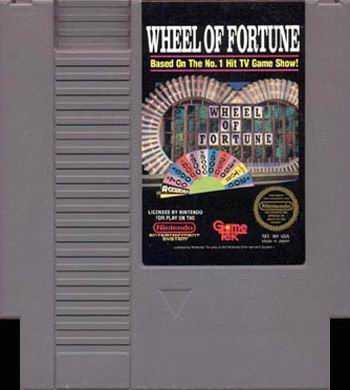 WHEEL OF FORTUNE
Based On The No. 1 Hit TV Game Show!
WHEEL
OF
FORTUNE
LICENSED BY NINTENDO
FOR PLAY ON THE
Nintendo
ENTERTAINMENT
SYSTEM
Game
Tek
Nintendo
MADE IN JAPAN